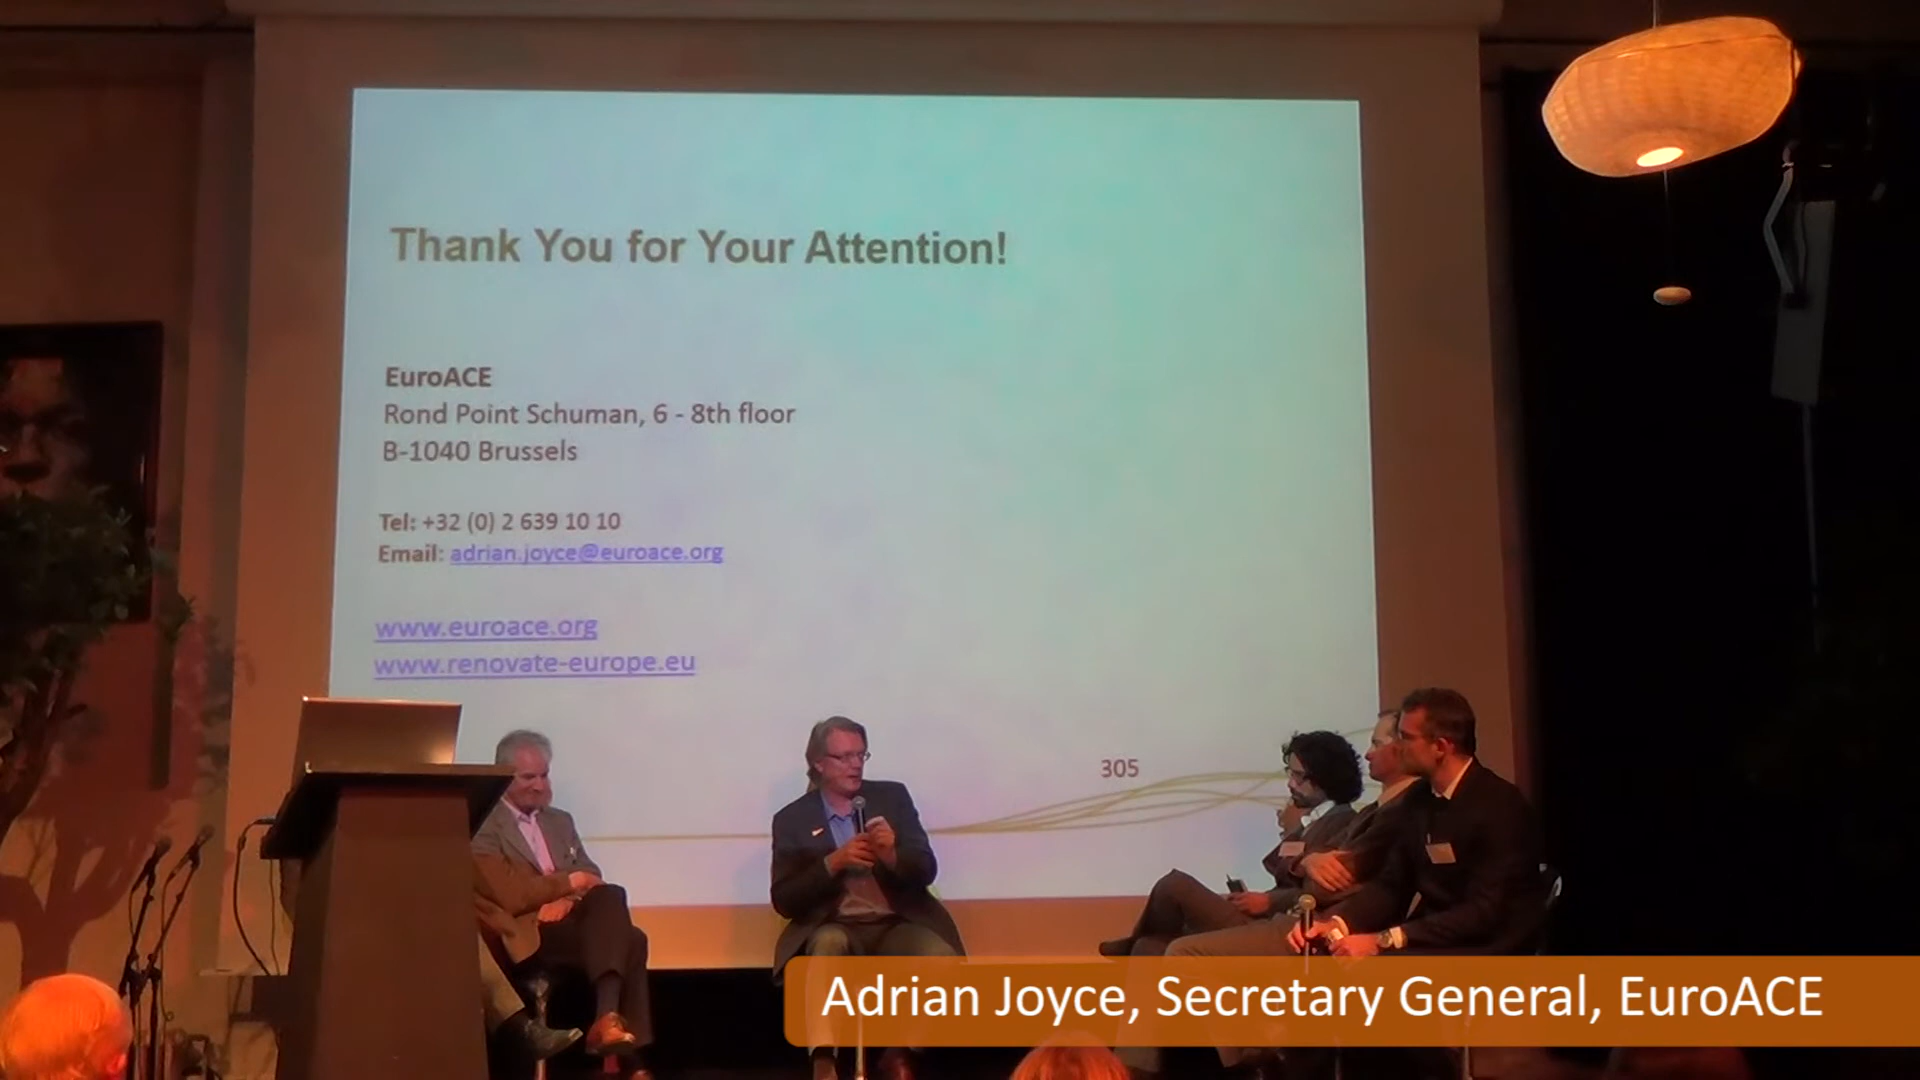 Thank You for Your Attention!
EuroACE
Rond Point Schuman, 6 - 8th floor
B-1040 Brussels
Tel: +32 (0) 2 639 10 10
Email: adrian.joyce@euroace.org
www.euroace.org
www.renovate-europe.eu
305
Adrian Joyce, Secretary General, EuroACE